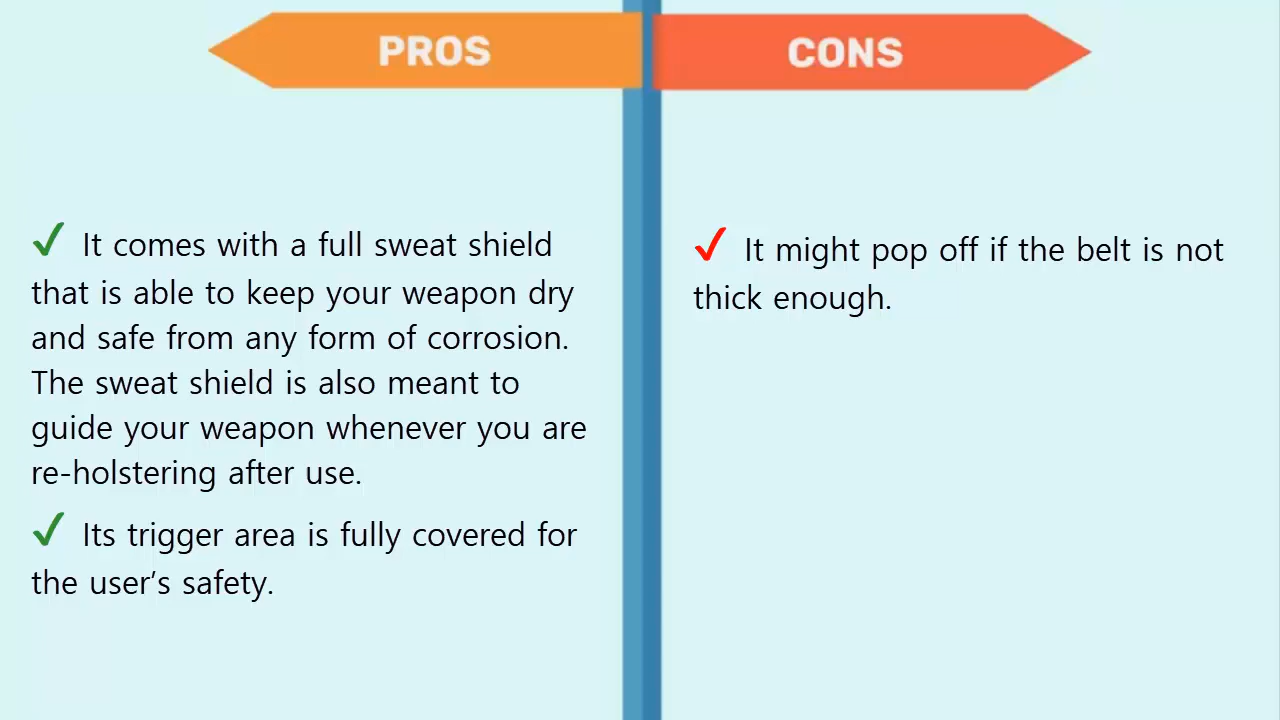 PROS
CONS
✓ It comes with a full sweat shield
that is able to keep your weapon dry
and safe from any form of corrosion.
The sweat shield is also meant to
guide your weapon whenever you are
re-holstering after use.
✓ Its trigger area is fully covered for
the user’s safety.
✓ It might pop off if the belt is not
thick enough.